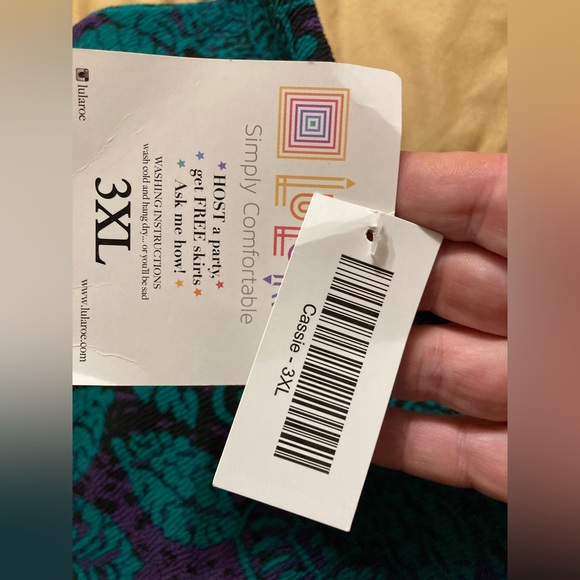 Simply Comfortable
★ HOST a party, ★
★ get FREE skirts ★
★ Ask me how! ★
WASHING INSTRUCTIONS
wash cold and hang dry... or you'll be sad
3XL
lularoe
www.lularoe.com
Cassie - 3XL